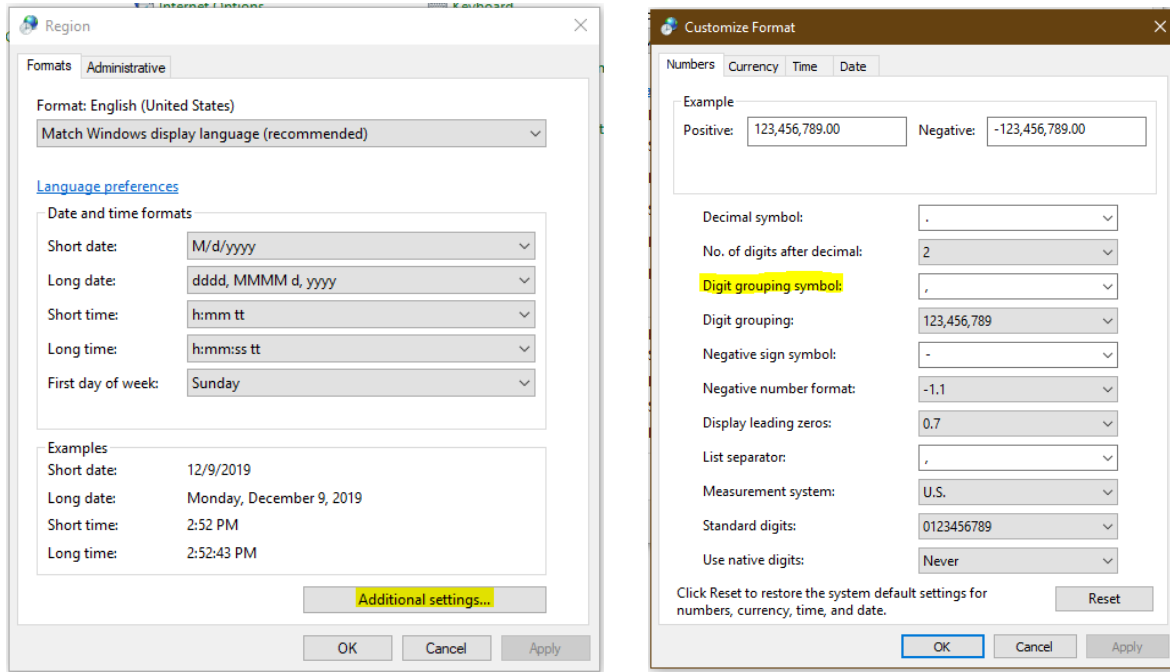 Internet Options
Keyboard
Region
Formats
Administrative
Format: English (United States)
Match Windows display language (recommended)
Language preferences
Date and time formats
Short date:
M/d/yyyy
Long date:
dddd, MMMM d, yyyy
Short time:
h:mm tt
Long time:
h:mm:ss tt
First day of week:
Sunday
Examples
Short date:
12/9/2019
Long date:
Monday, December 9, 2019
Short time:
2:52 PM
Long time:
2:52:43 PM
Additional settings...
OK
Cancel
Apply
Customize Format
Numbers
Currency
Time
Date
Example
Positive:
123,456,789.00
Negative:
-123,456,789.00
Decimal symbol:
.
No. of digits after decimal:
2
Digit grouping symbol:
,
Digit grouping:
123,456,789
Negative sign symbol:
-
Negative number format:
-1.1
Display leading zeros:
0.7
List separator:
,
Measurement system:
U.S.
Standard digits:
0123456789
Use native digits:
Never
Click Reset to restore the system default settings for
numbers, currency, time, and date.
Reset
OK
Cancel
Apply